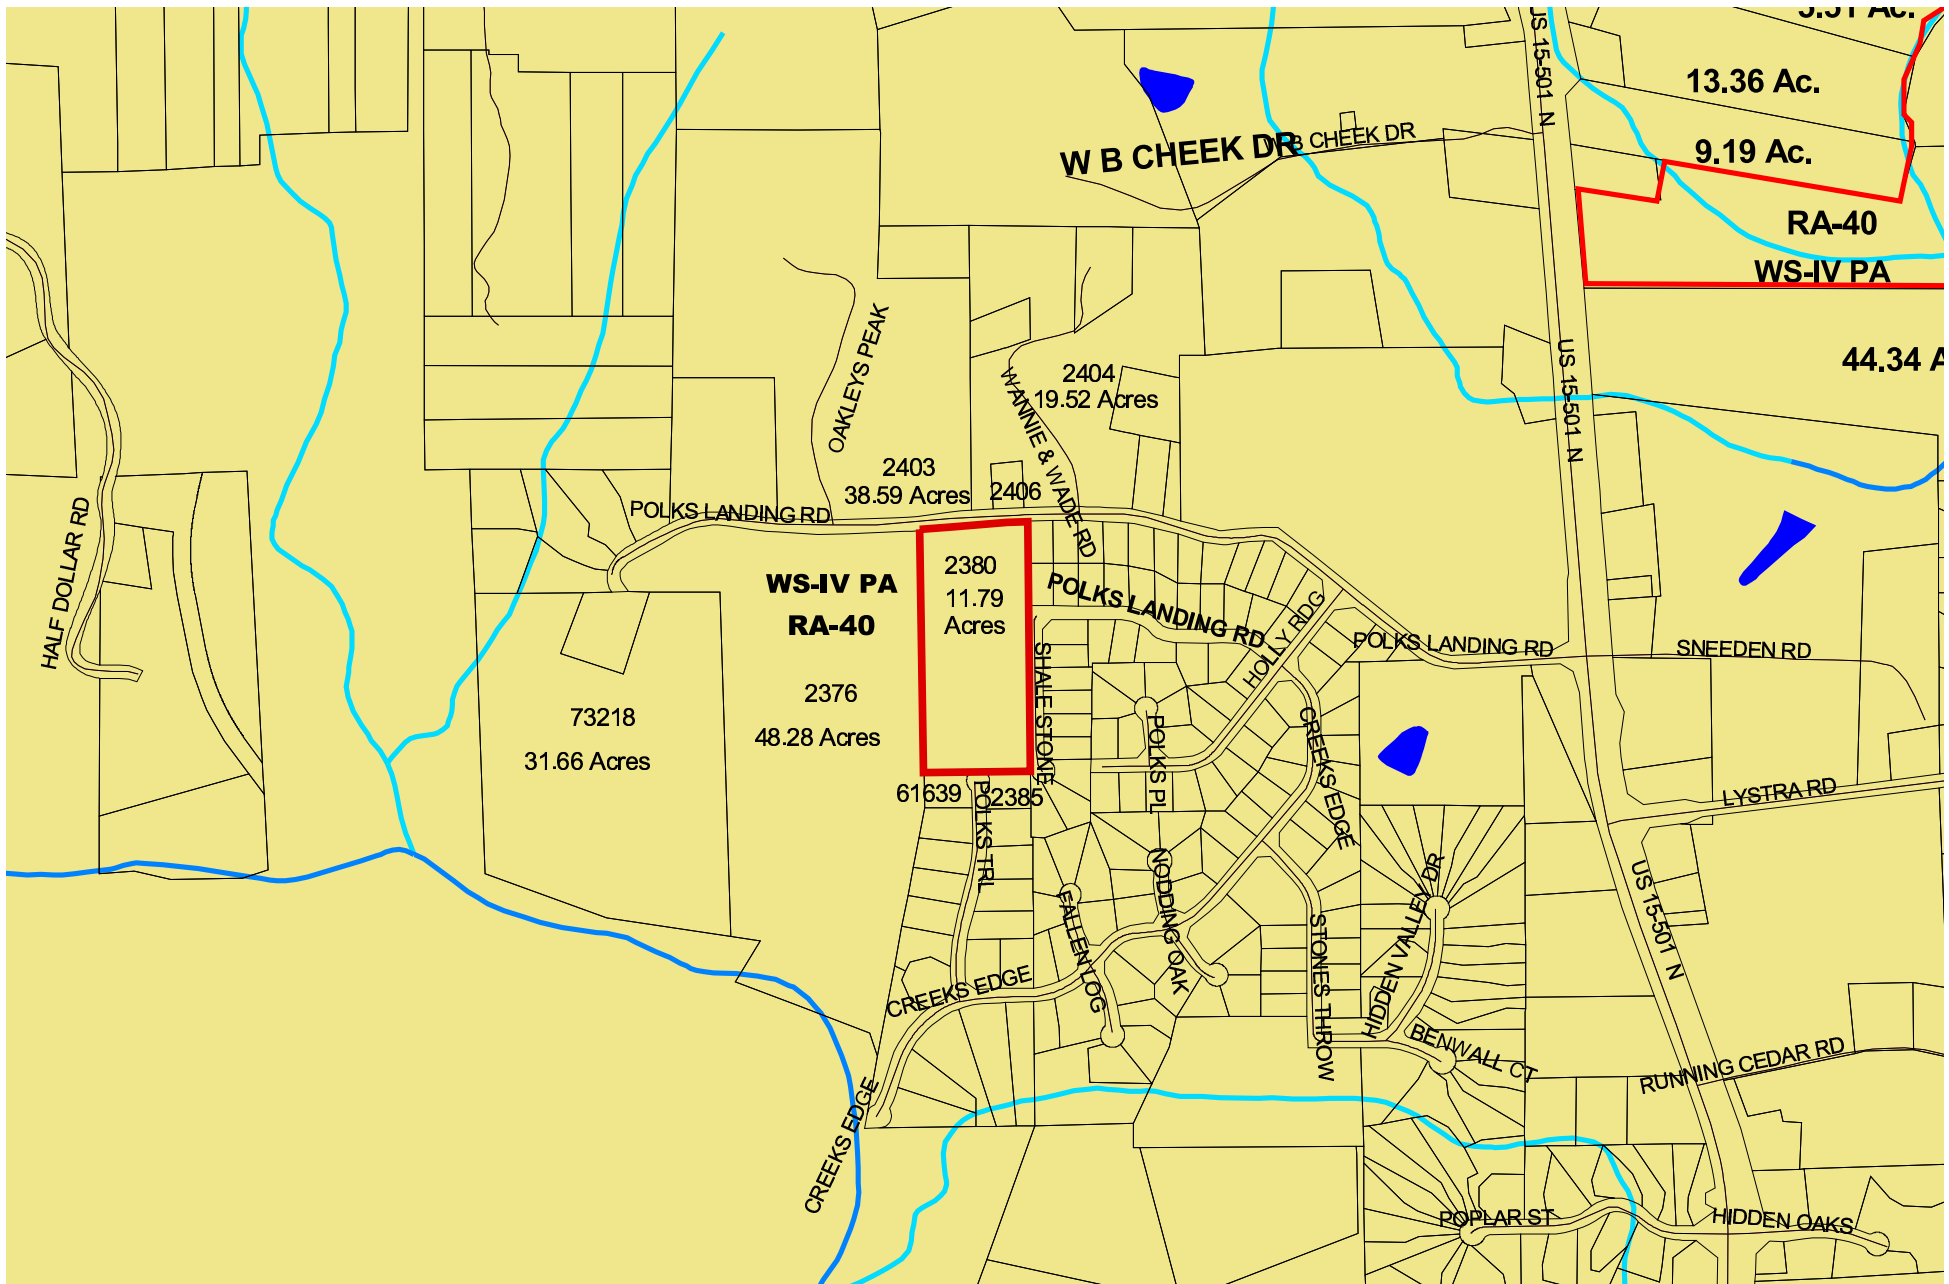 5.51 Ac.
US 15-501 N
13.36 Ac.
W B CHEEK DR
W B CHEEK DR
9.19 Ac.
RA-40
WS-IV PA
OAKLEYS PEAK
WANNIE & WADE RD
2404
19.52 Acres
US 15-501 N
44.34 A
2403
38.59 Acres
2406
POLKS LANDING RD
HALF DOLLAR RD
WS-IV PA
RA-40
2380
11.79
Acres
POLKS LANDING RD
HOLLY RDG
POLKS LANDING RD
SNEEDEN RD
SHALE STONE
2376
48.28 Acres
73218
31.66 Acres
POLKS PL
CREEKS EDGE
61639
2385
POLKS TRL
LYSTRA RD
NODDING OAK
FALLEN LOG
HIDDEN VALLEY DR
US 15-501 N
STONES THROW
CREEKS EDGE
BENWALL CT
RUNNING CEDAR RD
CREEKS EDGE
POPLAR ST
HIDDEN OAKS